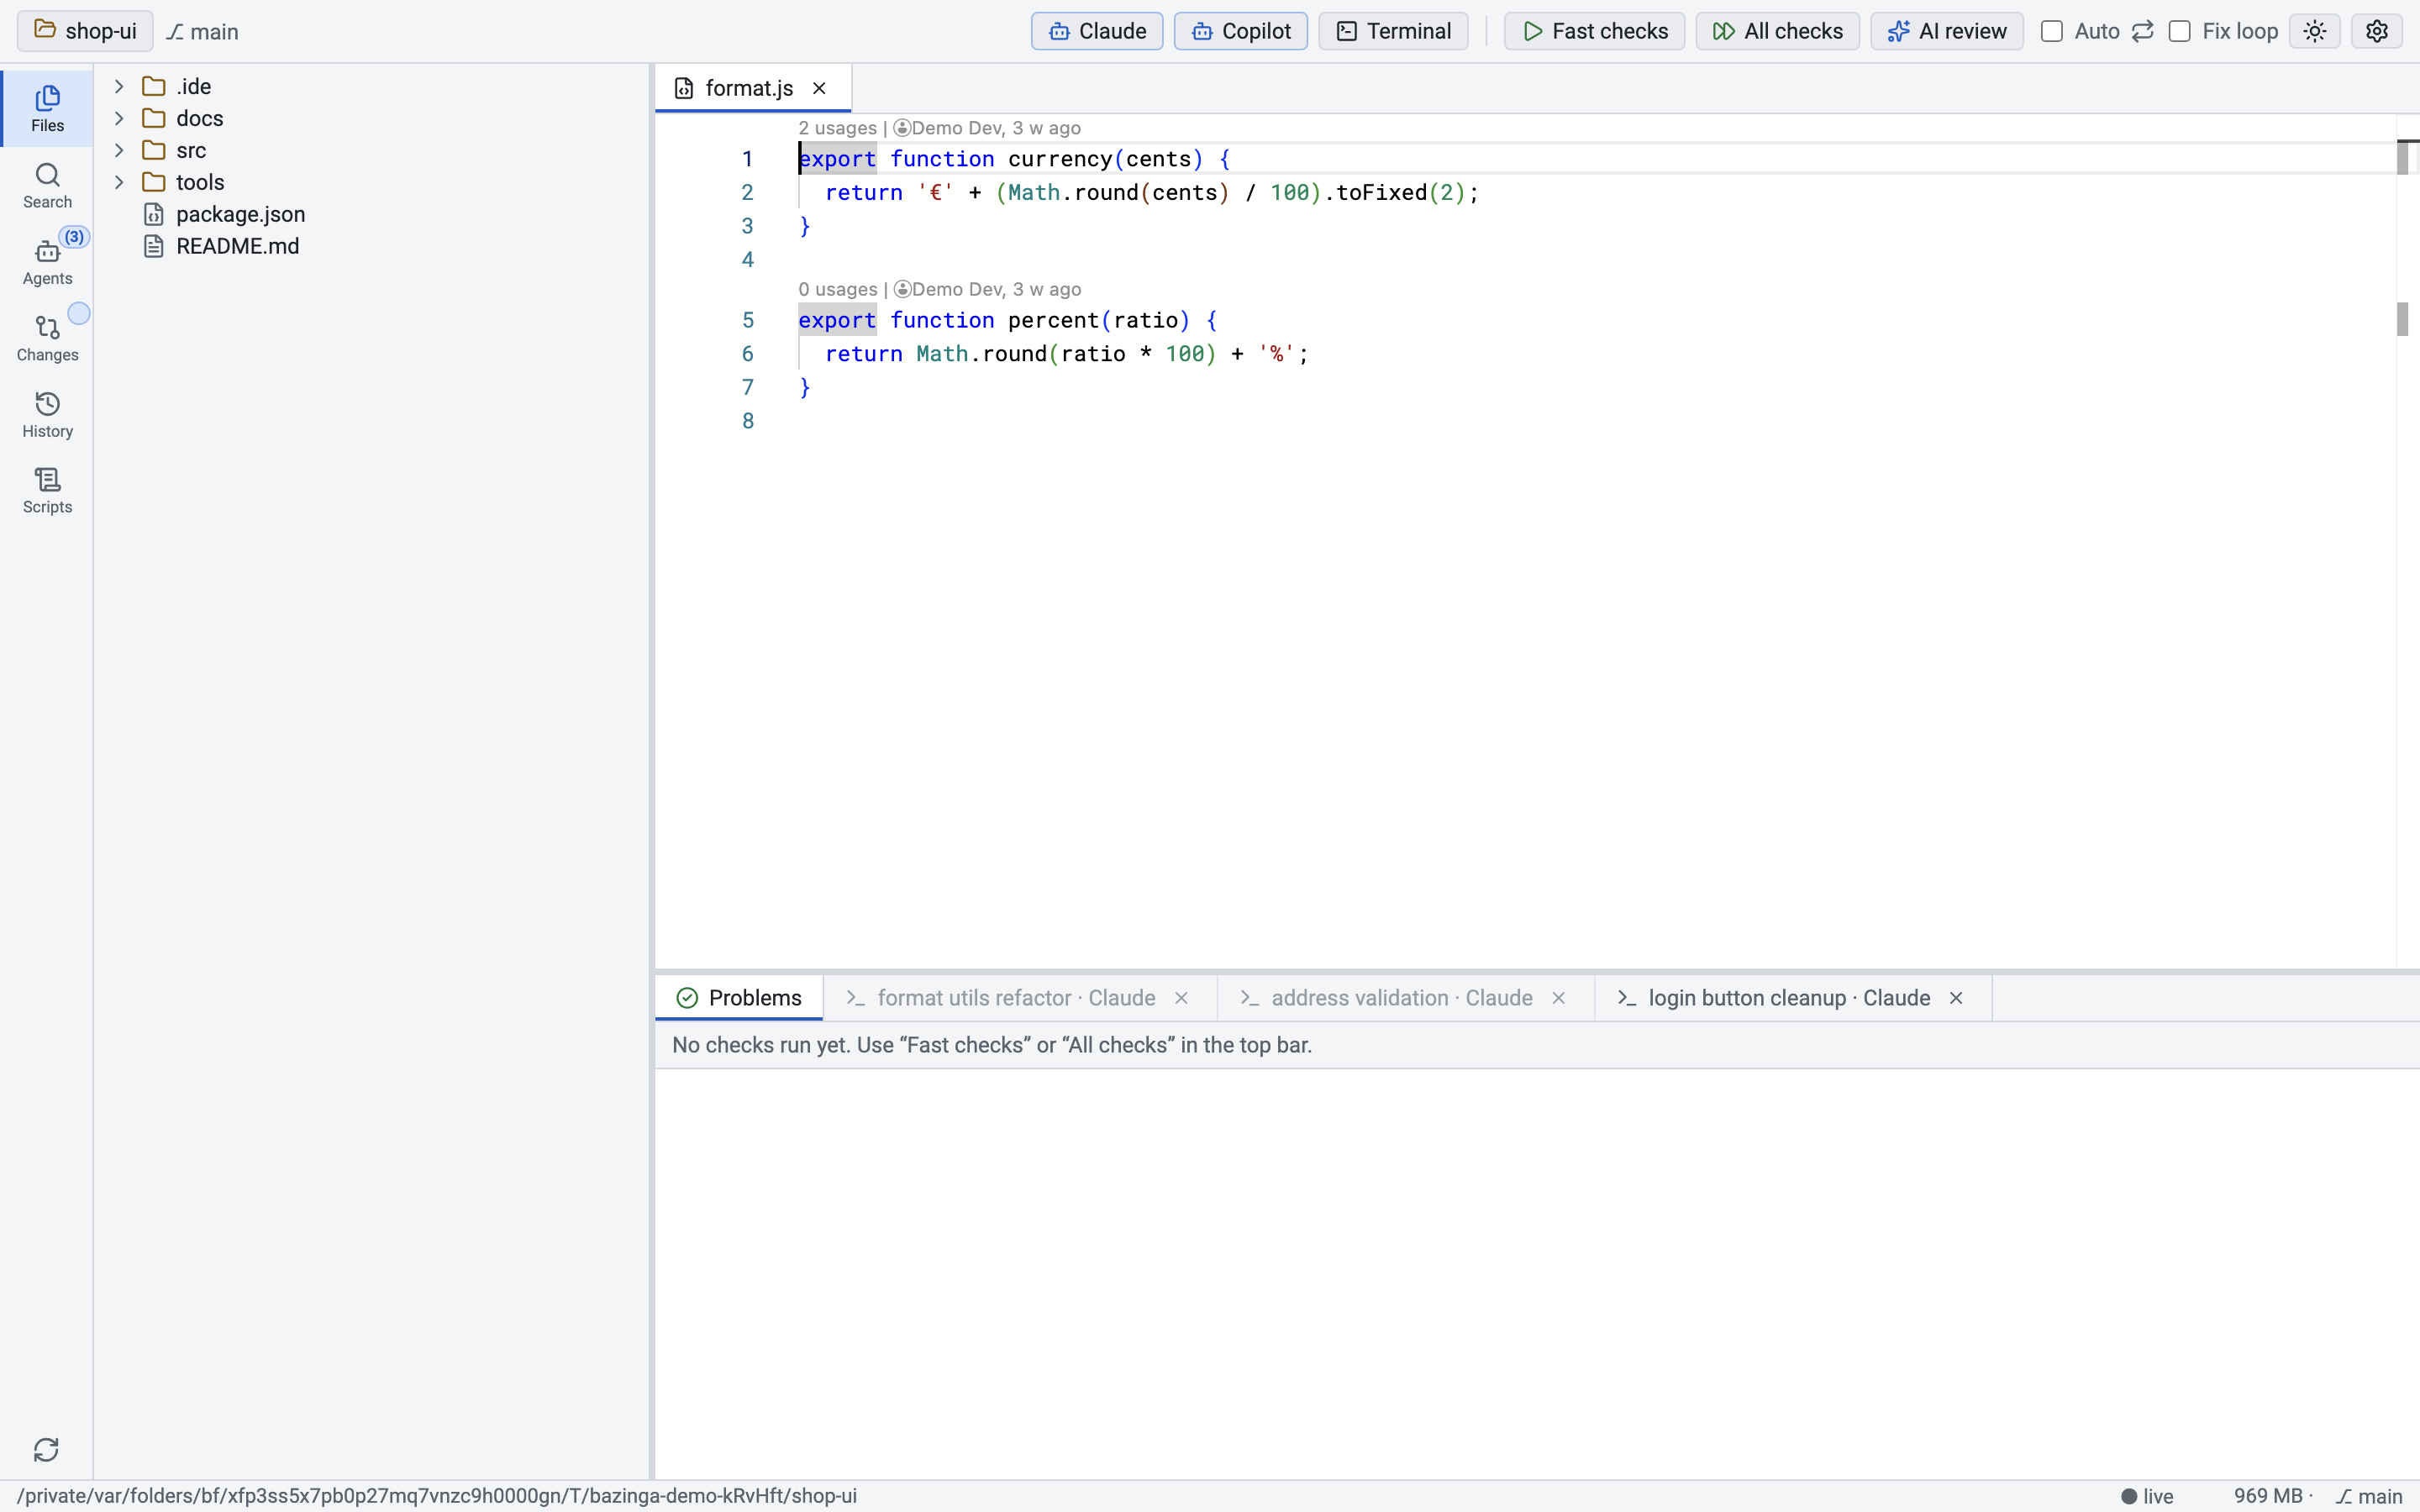 shop-ui main Claude Copilot Terminal Fast checks All checks AI review Auto Fix loop
Files
Search
(3)
Agents
Changes
History
Scripts
.ide
docs
src
tools
package.json
README.md
format.js
2 usages | Demo Dev, 3 w ago
1 export function currency(cents) {
2 return '€' + (Math.round(cents) / 100).toFixed(2);
3 }
4
0 usages | Demo Dev, 3 w ago
5 export function percent(ratio) {
6 return Math.round(ratio * 100) + '%';
7 }
8
Problems format utils refactor · Claude address validation · Claude login button cleanup · Claude
No checks run yet. Use “Fast checks” or “All checks” in the top bar.
/private/var/folders/bf/xfp3ss5x7pb0p27mq7vnzc9h0000gn/T/bazinga-demo-kRvHft/shop-ui live 969 MB · main